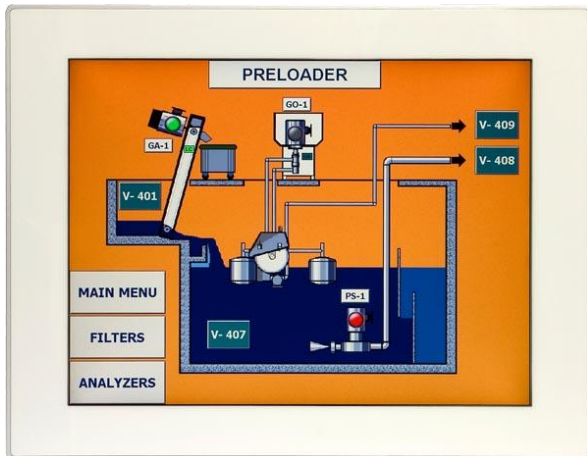 PRELOADER
GO-1
V- 409
GA-1
V- 408
V- 401
MAIN MENU
PS-1
FILTERS
V- 407
ANALYZERS